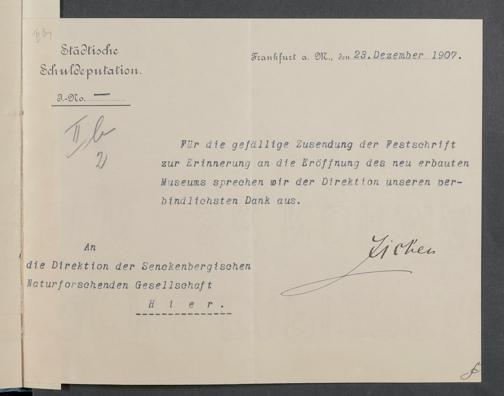 Städtische
Schuldeputation.
J.-No. —
Frankfurt a. M., den 23. Dezember 1907.
II b
2
Für die gefällige Zusendung der Festschrift
zur Erinnerung an die Eröffnung des neu erbauten
Museums sprechen wir der Direktion unseren ver-
bindlichsten Dank aus.
An
die Direktion der Senckenbergischen
Naturforschenden Gesellschaft
Hier.